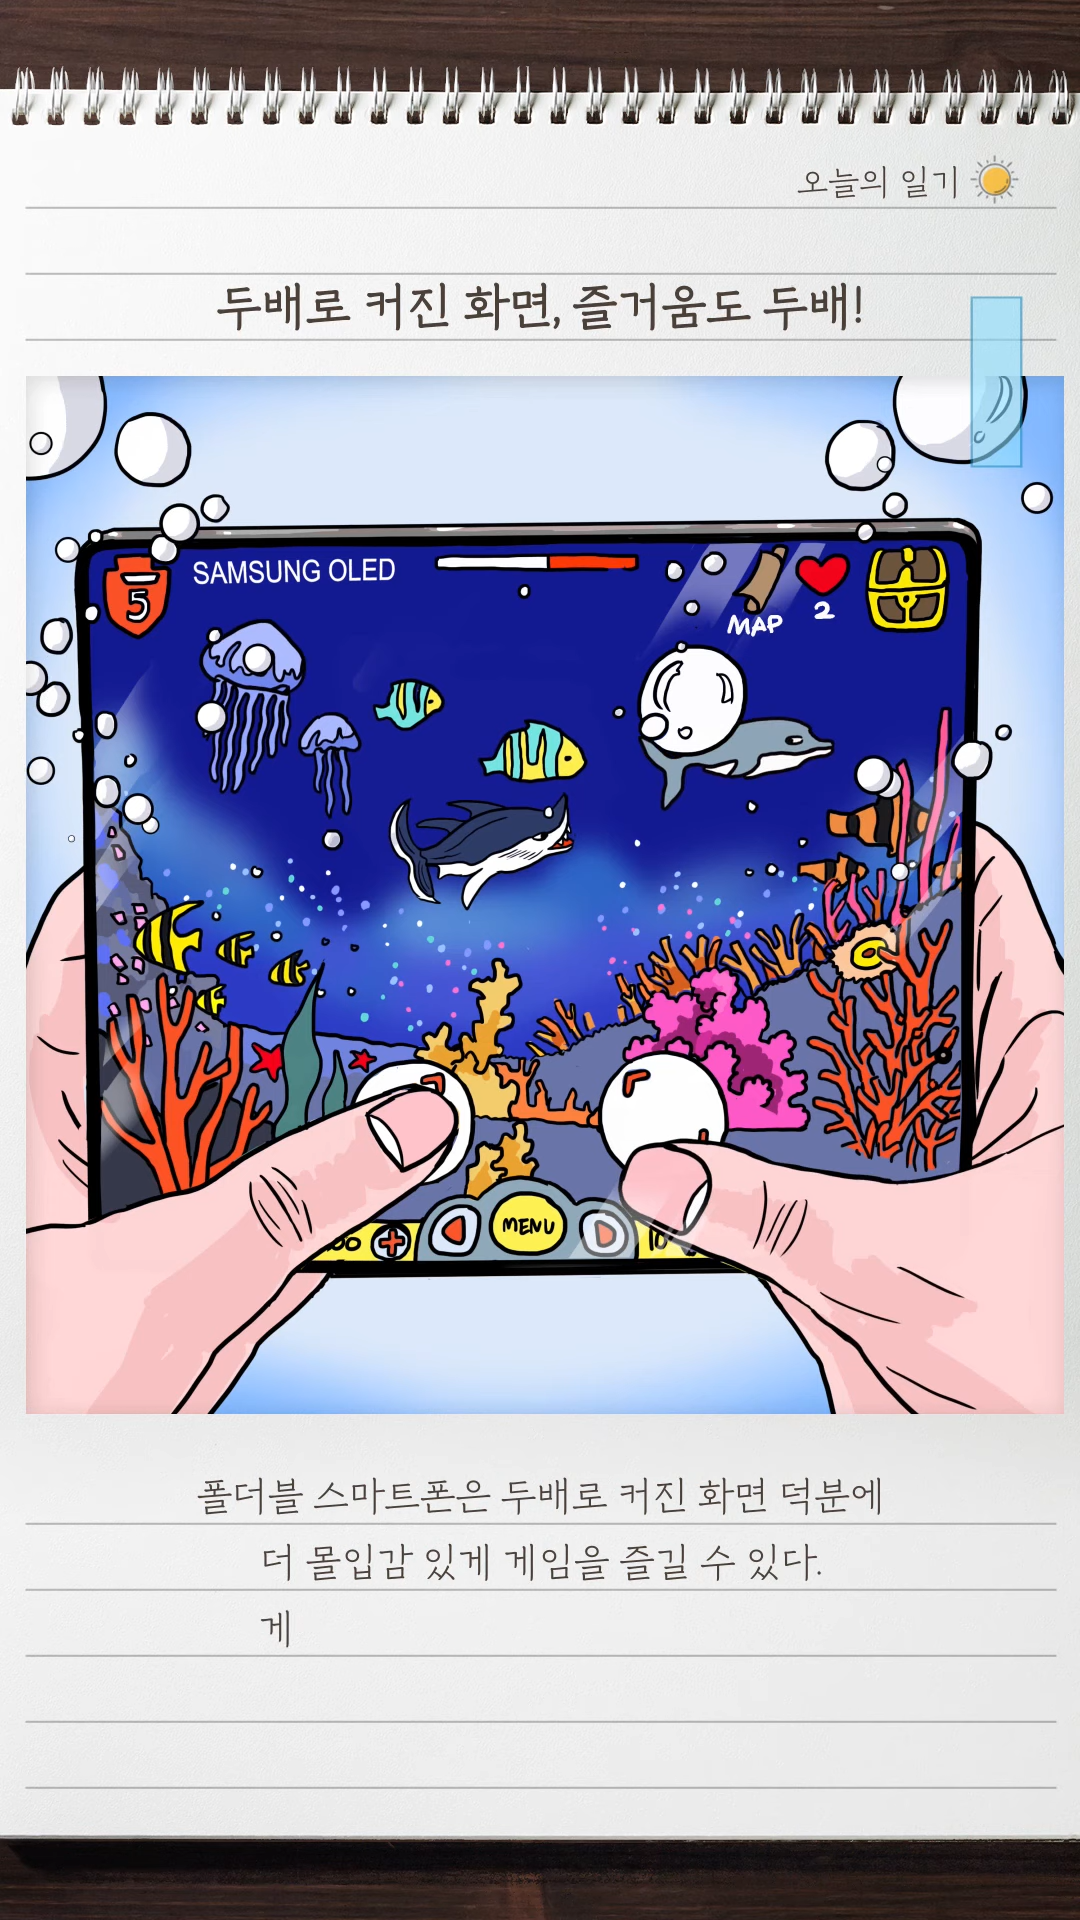 오늘의 일기
두배로 커진 화면, 즐거움도 두배!
SAMSUNG OLED
5
MAP
2
MENU
폴더블 스마트폰은 두배로 커진 화면 덕분에
더 몰입감 있게 게임을 즐길 수 있다.
게